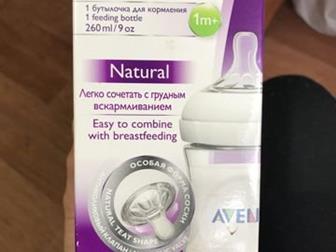 1 бутылочка для кормления
1 feeding bottle
260 ml / 9 oz
1m+
Natural
Легко сочетать с грудным
вскармливанием
Easy to combine
with breastfeeding
ОСОБАЯ ФОРМА СОСКИ
NATURAL TEAT SHAPE
AVEN